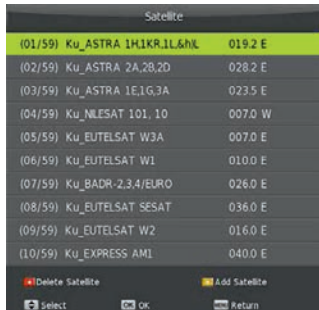 Satellite
(01/59) Ku_ASTRA 1H,1KR,1L,&h|L 019.2 E
(02/59) Ku_ASTRA 2A,2B,2D 028.2 E
(03/59) Ku_ASTRA 1E,1G,3A 023.5 E
(04/59) Ku_NILESAT 101, 10 007.0 W
(05/59) Ku_EUTELSAT W3A 007.0 E
(06/59) Ku_EUTELSAT W1 010.0 E
(07/59) Ku_BADR-2,3,4/EURO 026.0 E
(08/59) Ku_EUTELSAT SESAT 036.0 E
(09/59) Ku_EUTELSAT W2 016.0 E
(10/59) Ku_EXPRESS AM1 040.0 E
Delete Satellite Add Satellite
Select OK OK MENU Return